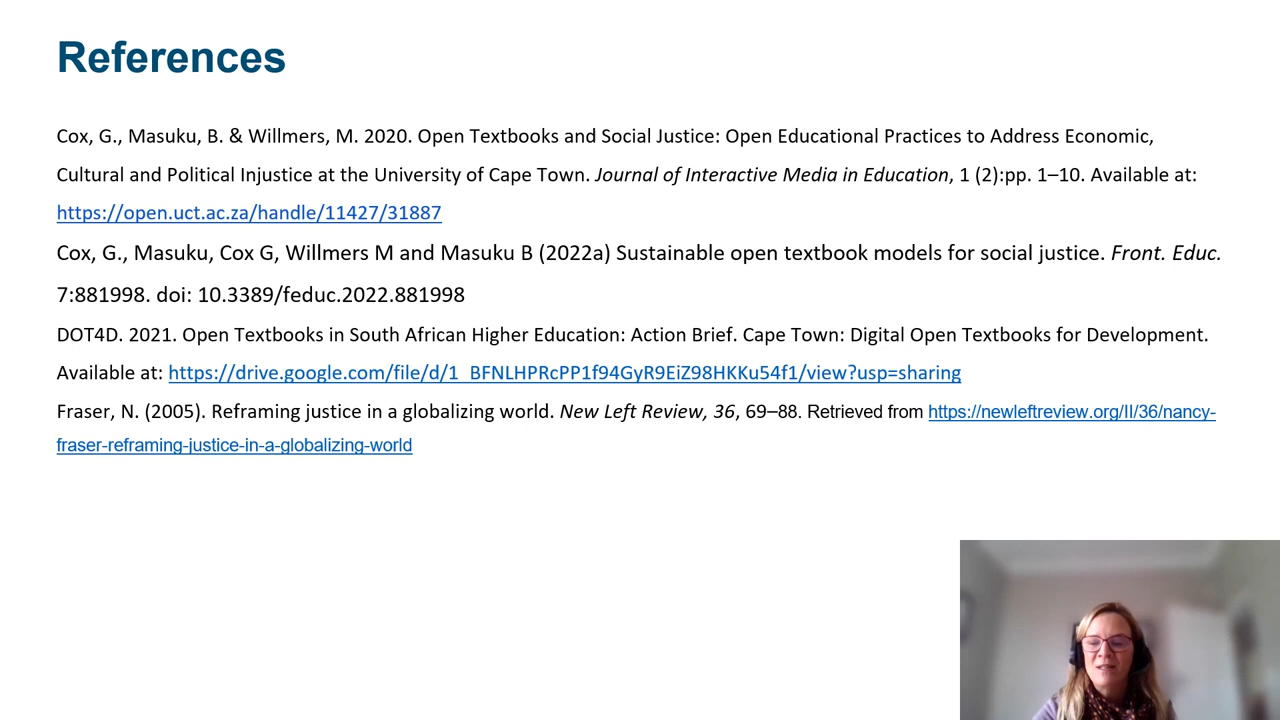 References
Cox, G., Masuku, B. & Willmers, M. 2020. Open Textbooks and Social Justice: Open Educational Practices to Address Economic,
Cultural and Political Injustice at the University of Cape Town. Journal of Interactive Media in Education, 1 (2):pp. 1–10. Available at:
https://open.uct.ac.za/handle/11427/31887
Cox, G., Masuku, Cox G, Willmers M and Masuku B (2022a) Sustainable open textbook models for social justice. Front. Educ.
7:881998. doi: 10.3389/feduc.2022.881998
DOT4D. 2021. Open Textbooks in South African Higher Education: Action Brief. Cape Town: Digital Open Textbooks for Development.
Available at: https://drive.google.com/file/d/1_BFNLHPRcPP1f94GyR9EiZ98HKKu54f1/view?usp=sharing
Fraser, N. (2005). Reframing justice in a globalizing world. New Left Review, 36, 69–88. Retrieved from https://newleftreview.org/II/36/nancy-
fraser-reframing-justice-in-a-globalizing-world